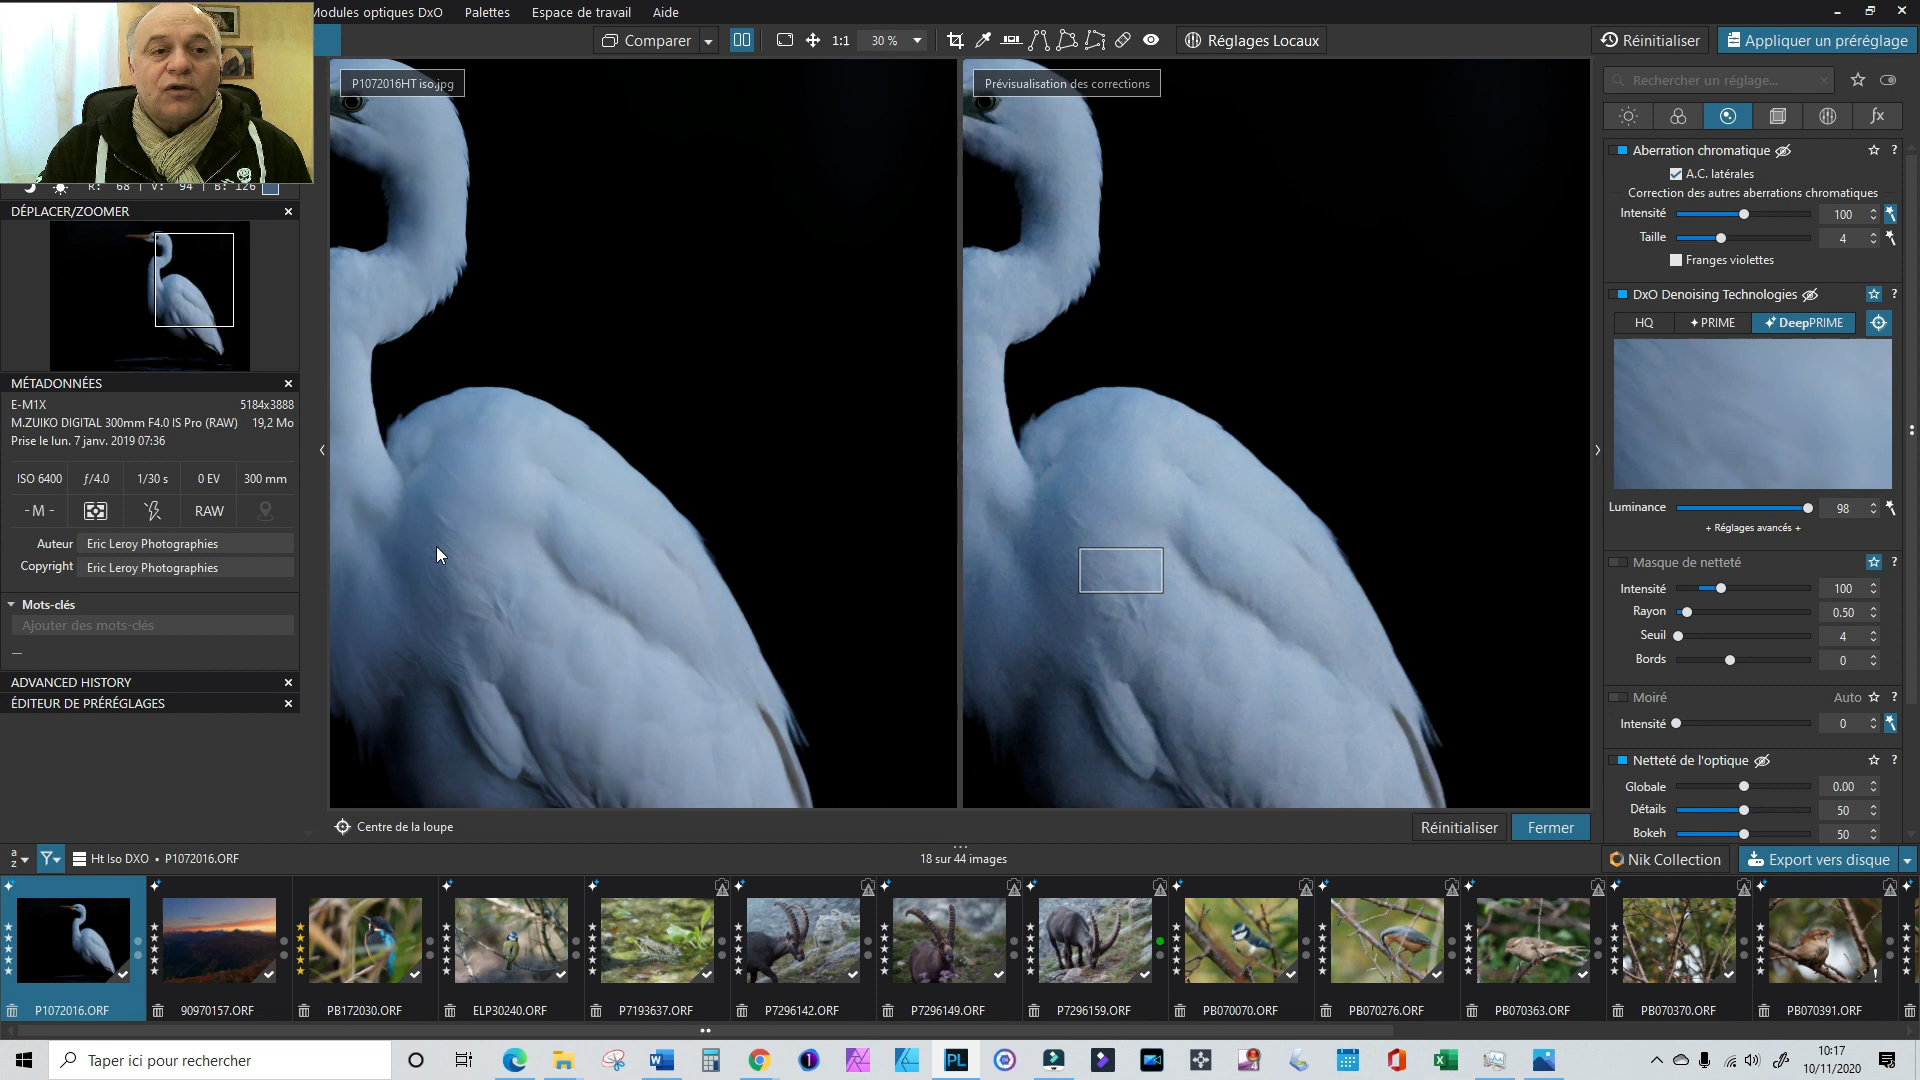 Modules optiques DxO Palettes Espace de travail Aide
Comparer 1:1 30 % Réglages Locaux Réinitialiser Appliquer un préréglage
P1072016HT iso.jpg
Prévisualisation des corrections
Rechercher un réglage...
fx
R: 68 | V: 94 | B: 126
DÉPLACER/ZOOMER
MÉTADONNÉES
E-M1X 5184x3888
M.ZUIKO DIGITAL 300mm F4.0 IS Pro (RAW) 19,2 Mo
Prise le lun. 7 janv. 2019 07:36
ISO 6400 ƒ/4.0 1/30 s 0 EV 300 mm
- M - RAW
Auteur Eric Leroy Photographies
Copyright Eric Leroy Photographies
Mots-clés
Ajouter des mots-clés
—
ADVANCED HISTORY
ÉDITEUR DE PRÉRÉGLAGES
Aberration chromatique ?
A.C. latérales
Correction des autres aberrations chromatiques
Intensité 100
Taille 4
Franges violettes
DxO Denoising Technologies ?
HQ PRIME DeepPRIME
Luminance 98
+ Réglages avancés +
Masque de netteté ?
Intensité 100
Rayon 0.50
Seuil 4
Bords 0
Moiré Auto ?
Intensité 0
Netteté de l'optique ?
Globale 0.00
Détails 50
Bokeh 50
Centre de la loupe Réinitialiser Fermer
a z Ht Iso DXO • P1072016.ORF 18 sur 44 images Nik Collection Export vers disque
P1072016.ORF 90970157.ORF PB172030.ORF ELP30240.ORF P7193637.ORF P7296142.ORF P7296149.ORF P7296159.ORF PB070070.ORF PB070276.ORF PB070363.ORF PB070370.ORF PB070391.ORF
Taper ici pour rechercher PL 10:17
10/11/2020